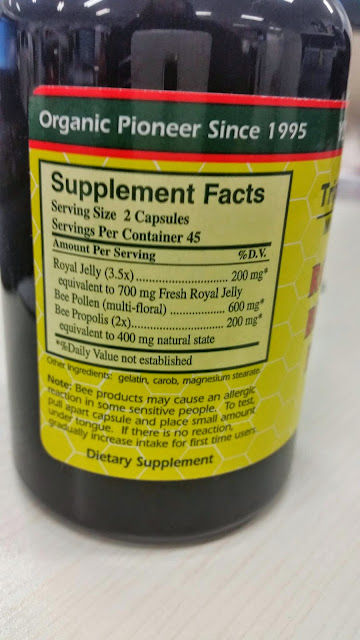 Organic Pioneer Since 1995
Supplement Facts
Serving Size 2 Capsules
Servings Per Container 45
Amount Per Serving %D.V.
Royal Jelly (3.5x)........................ 200 mg*
equivalent to 700 mg Fresh Royal Jelly
Bee Pollen (multi-floral)................. 600 mg*
Bee Propolis (2x)......................... 200 mg*
equivalent to 400 mg natural state
*%Daily Value not established
Other Ingredients: gelatin, carob, magnesium stearate.
Note: Bee products may cause an allergic
reaction in some sensitive people. To test,
pull apart capsule and place small amount
under tongue. If there is no reaction,
gradually increase intake for first time users.
Dietary Supplement